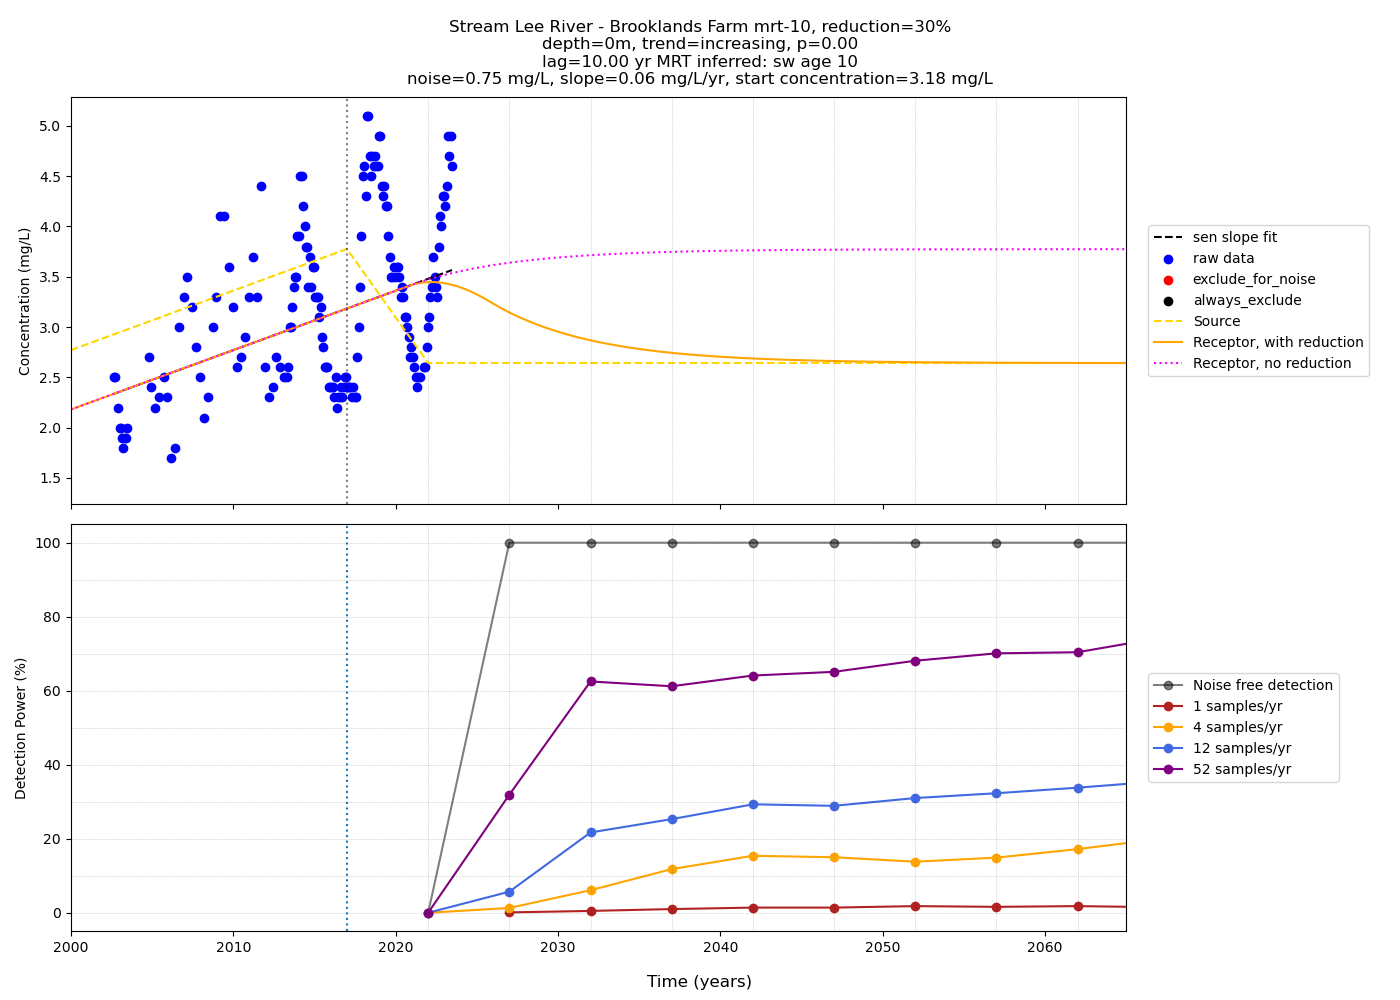 Stream Lee River - Brooklands Farm mrt-10, reduction=30%
depth=0m, trend=increasing, p=0.00
lag=10.00 yr MRT inferred: sw age 10
noise=0.75 mg/L, slope=0.06 mg/L/yr, start concentration=3.18 mg/L
Concentration (mg/L)
5.0
4.5
4.0
3.5
3.0
2.5
2.0
1.5
sen slope fit
raw data
exclude_for_noise
always_exclude
Source
Receptor, with reduction
Receptor, no reduction
Detection Power (%)
100
80
60
40
20
0
Noise free detection
1 samples/yr
4 samples/yr
12 samples/yr
52 samples/yr
2000 2010 2020 2030 2040 2050 2060
Time (years)